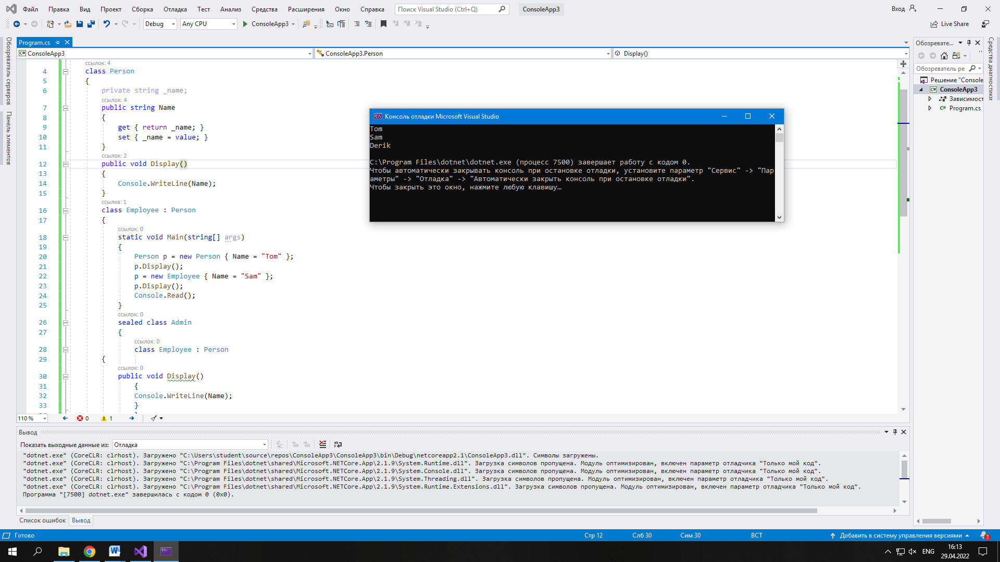 Файл Правка Вид Проект Сборка Отладка Тест Анализ Средства Расширения Окно Справка Поиск Visual Studio (Ctrl+Q) ConsoleApp3 Вход
Debug Any CPU ConsoleApp3 Live Share
Обозреватель серверов
Панель элементов
Program.cs
ConsoleApp3 ConsoleApp3.Person Display()
ссылок: 4
4 class Person
5 {
6 private string _name;
ссылок: 4
7 public string Name
8 {
9 get { return _name; }
10 set { _name = value; }
11 }
ссылок: 2
12 public void Display()
13 {
14 Console.WriteLine(Name);
15 }
ссылка: 1
16 class Employee : Person
17 {
ссылок: 0
18 static void Main(string[] args)
19 {
20 Person p = new Person { Name = "Tom" };
21 p.Display();
22 p = new Employee { Name = "Sam" };
23 p.Display();
24 Console.Read();
25 }
ссылок: 0
26 sealed class Admin
27 {
ссылок: 0
28 class Employee : Person
29 {
ссылок: 0
30 public void Display()
31 {
32 Console.WriteLine(Name);
33 }
110 % 0 1
Консоль отладки Microsoft Visual Studio
Tom
Sam
Derik
C:\Program Files\dotnet\dotnet.exe (процесс 7500) завершает работу с кодом 0.
Чтобы автоматически закрывать консоль при остановке отладки, установите параметр "Сервис" -> "Пар
аметры" -> "Отладка" -> "Автоматически закрыть консоль при остановке отладки".
Чтобы закрыть это окно, нажмите любую клавишу…
Обозревате...
Обозреватель ре
Решение "Console
ConsoleApp3
Зависимост
Program.cs
Средства диагностики
Вывод
Показать выходные данные из: Отладка
"dotnet.exe" (CoreCLR: clrhost). Загружено "C:\Users\student\source\repos\ConsoleApp3\ConsoleApp3\bin\Debug\netcoreapp2.1\ConsoleApp3.dll". Символы загружены.
"dotnet.exe" (CoreCLR: clrhost). Загружено "C:\Program Files\dotnet\shared\Microsoft.NETCore.App\2.1.9\System.Runtime.dll". Загрузка символов пропущена. Модуль оптимизирован, включен параметр отладчика "Только мой код".
"dotnet.exe" (CoreCLR: clrhost). Загружено "C:\Program Files\dotnet\shared\Microsoft.NETCore.App\2.1.9\System.Console.dll". Загрузка символов пропущена. Модуль оптимизирован, включен параметр отладчика "Только мой код".
"dotnet.exe" (CoreCLR: clrhost). Загружено "C:\Program Files\dotnet\shared\Microsoft.NETCore.App\2.1.9\System.Threading.dll". Загрузка символов пропущена. Модуль оптимизирован, включен параметр отладчика "Только мой код".
"dotnet.exe" (CoreCLR: clrhost). Загружено "C:\Program Files\dotnet\shared\Microsoft.NETCore.App\2.1.9\System.Runtime.Extensions.dll". Загрузка символов пропущена. Модуль оптимизирован, включен параметр отладчика "Только мой код".
Программа "[7500] dotnet.exe" завершилась с кодом 0 (0x0).
Список ошибок Вывод
Готово Стр 12 Слб 30 Сим 30 ВСТ Добавить в систему управления версиями 3
ENG 16:13
29.04.2022